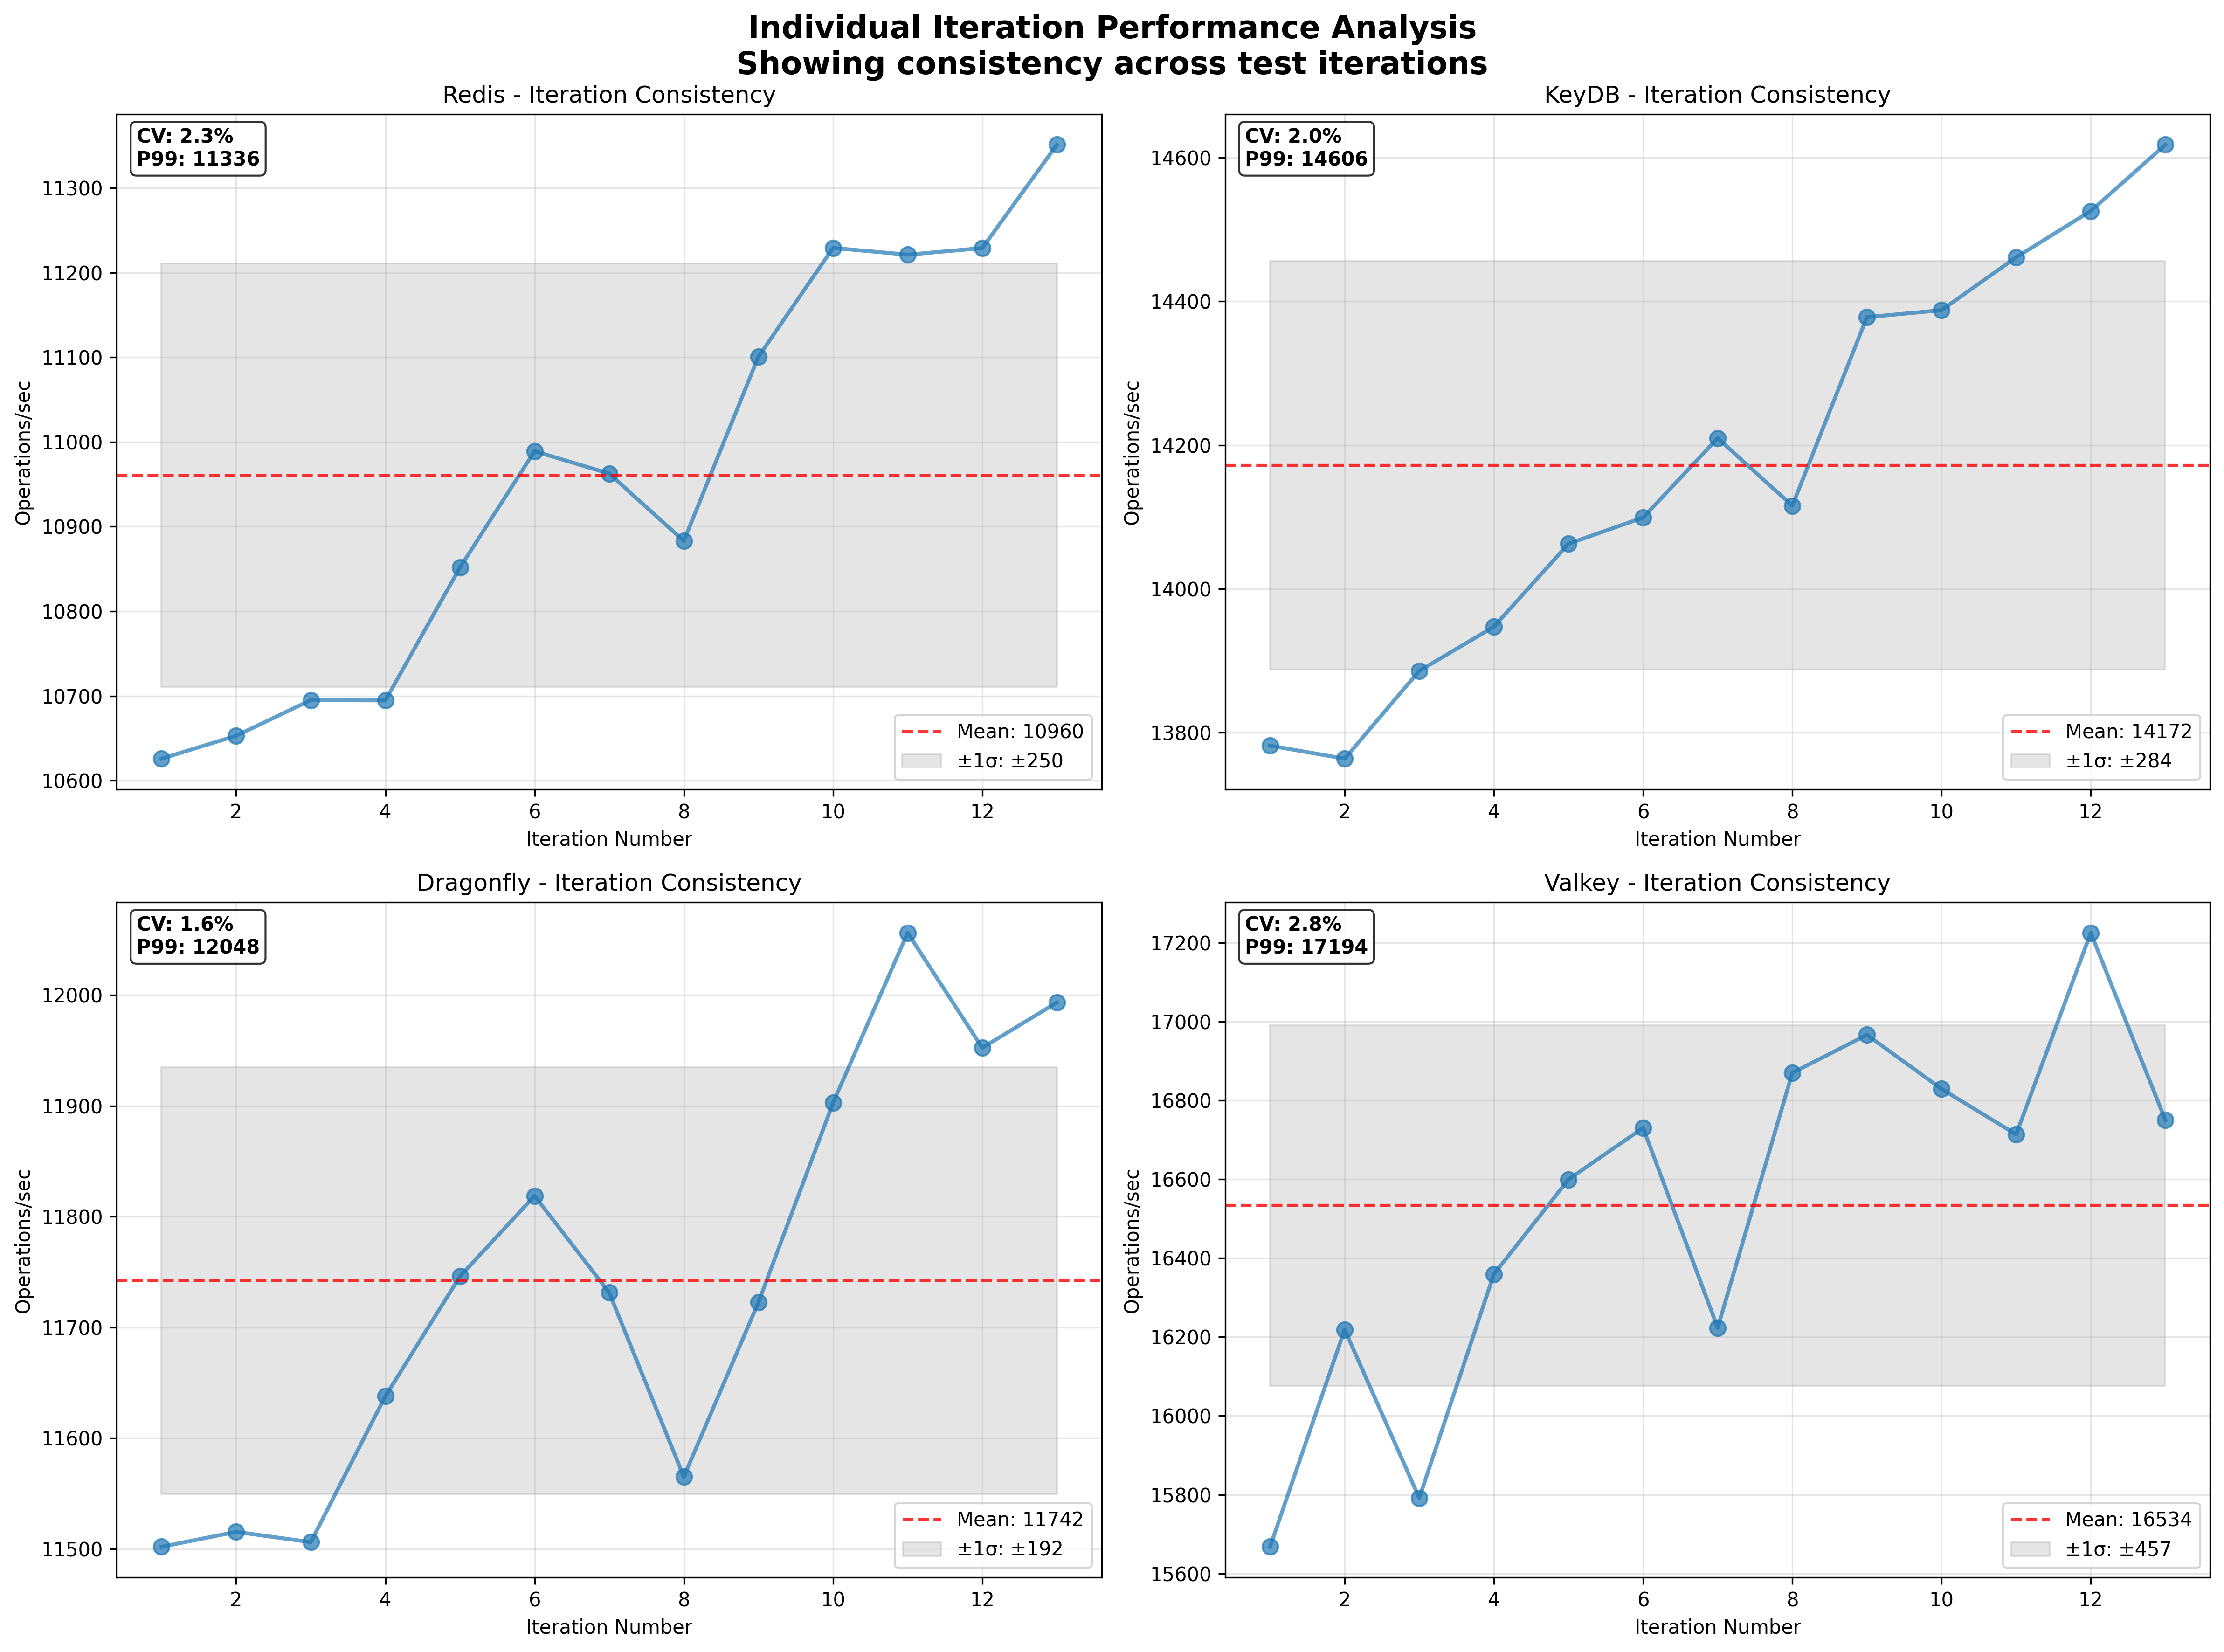 Individual Iteration Performance Analysis
Showing consistency across test iterations
Redis - Iteration Consistency
CV: 2.3%
P99: 11336
11300
11200
11100
11000
10900
10800
10700
10600
Operations/sec
Mean: 10960
±1σ: ±250
2 4 6 8 10 12
Iteration Number
KeyDB - Iteration Consistency
CV: 2.0%
P99: 14606
14600
14400
14200
14000
13800
Operations/sec
Mean: 14172
±1σ: ±284
2 4 6 8 10 12
Iteration Number
Dragonfly - Iteration Consistency
CV: 1.6%
P99: 12048
12000
11900
11800
11700
11600
11500
Operations/sec
Mean: 11742
±1σ: ±192
2 4 6 8 10 12
Iteration Number
Valkey - Iteration Consistency
CV: 2.8%
P99: 17194
17200
17000
16800
16600
16400
16200
16000
15800
15600
Operations/sec
Mean: 16534
±1σ: ±457
2 4 6 8 10 12
Iteration Number